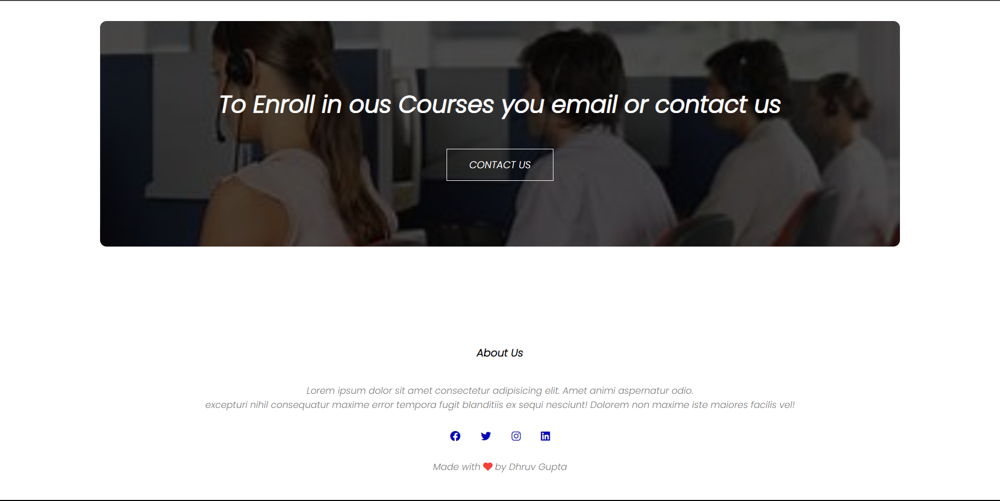 To Enroll in ous Courses you email or contact us
CONTACT US
About Us
Lorem ipsum dolor sit amet consectetur adipisicing elit. Amet animi aspernatur odio.
excepturi nihil consequatur maxime error tempora fugit blanditiis ex sequi nesciunt! Dolorem non maxime iste maiores facilis vel!
Made with ❤ by Dhruv Gupta